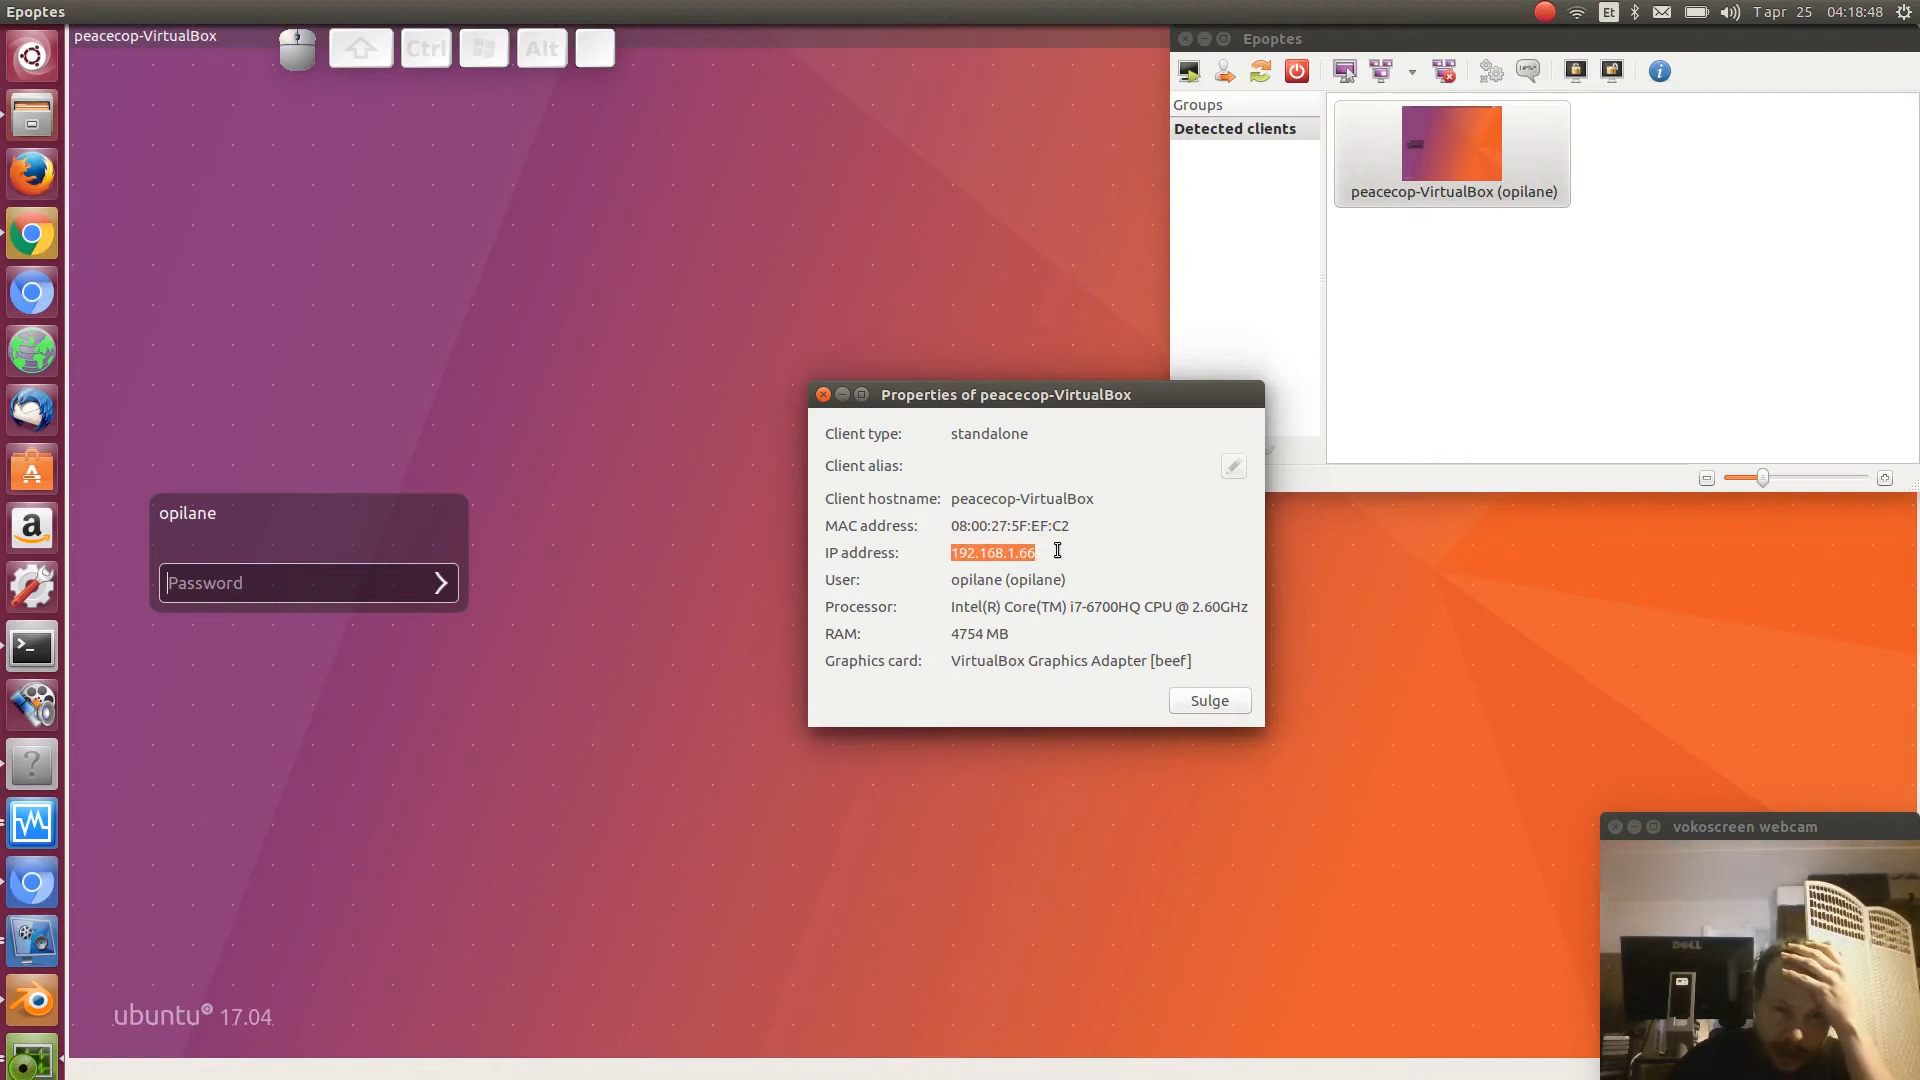 Epoptes
Et
T apr 25 04:18:48
peacecop-VirtualBox
Ctrl
Alt
Epoptes
Groups
Detected clients
peacecop-VirtualBox (opilane)
Properties of peacecop-VirtualBox
Client type: standalone
Client alias:
Client hostname: peacecop-VirtualBox
MAC address: 08:00:27:5F:EF:C2
IP address: 192.168.1.66
User: opilane (opilane)
Processor: Intel(R) Core(TM) i7-6700HQ CPU @ 2.60GHz
RAM: 4754 MB
Graphics card: VirtualBox Graphics Adapter [beef]
Sulge
opilane
Password
ubuntu 17.04
vokoscreen webcam
DELL